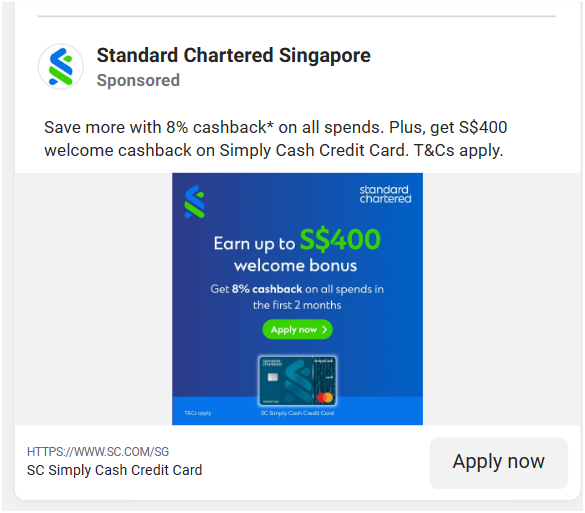 Standard Chartered Singapore
Sponsored
Save more with 8% cashback* on all spends. Plus, get S$400
welcome cashback on Simply Cash Credit Card. T&Cs apply.
standard
chartered
Earn up to S$400
welcome bonus
Get 8% cashback on all spends in
the first 2 months
Apply now >
standard
chartered
SimplyCash
T&Cs apply
SC Simply Cash Credit Card
HTTPS://WWW.SC.COM/SG
SC Simply Cash Credit Card
Apply now